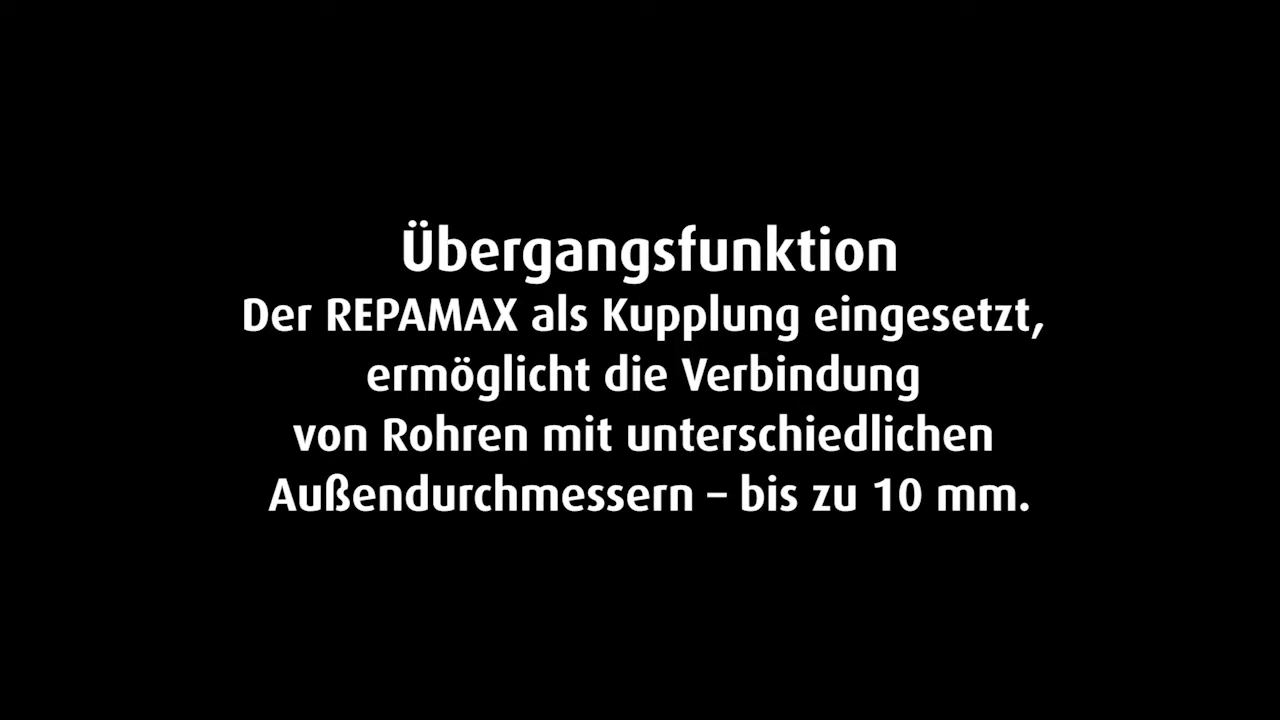 Übergangsfunktion
Der REPAMAX als Kupplung eingesetzt,
ermöglicht die Verbindung
von Rohren mit unterschiedlichen
Außendurchmessern – bis zu 10 mm.